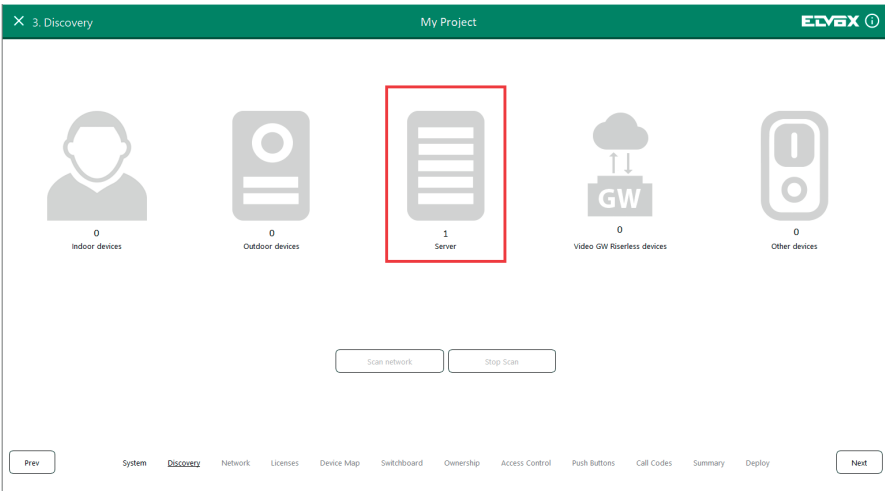 3. Discovery
My Project
ELVOX
GW
0
Indoor devices
0
Outdoor devices
1
Server
0
Video GW Riserless devices
0
Other devices
Scan network
Stop Scan
Prev
System Discovery Network Licenses Device Map Switchboard Ownership Access Control Push Buttons Call Codes Summary Deploy
Next